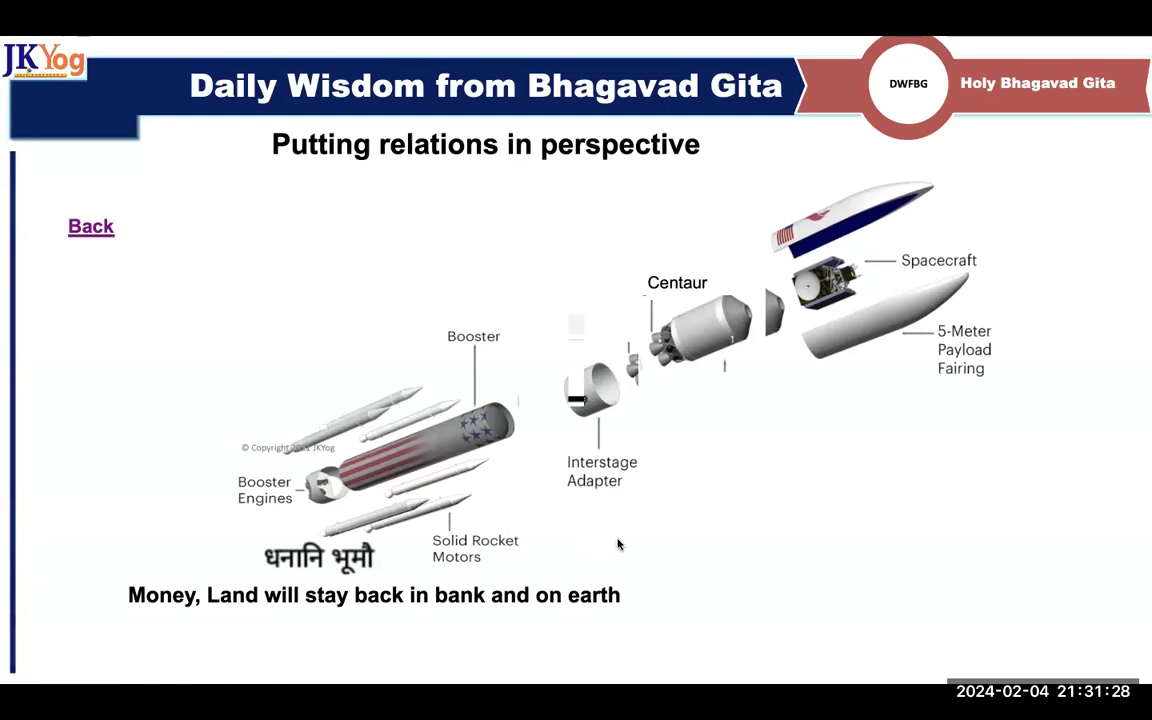 JKYog
Daily Wisdom from Bhagavad Gita
DWFBG
Holy Bhagavad Gita
Putting relations in perspective
Back
Spacecraft
Centaur
5-Meter
Payload
Fairing
Booster
© Copyright JKYog
Interstage
Adapter
Booster
Engines
Solid Rocket
Motors
धनानि भूमौ
Money, Land will stay back in bank and on earth
2024-02-04 21:31:28